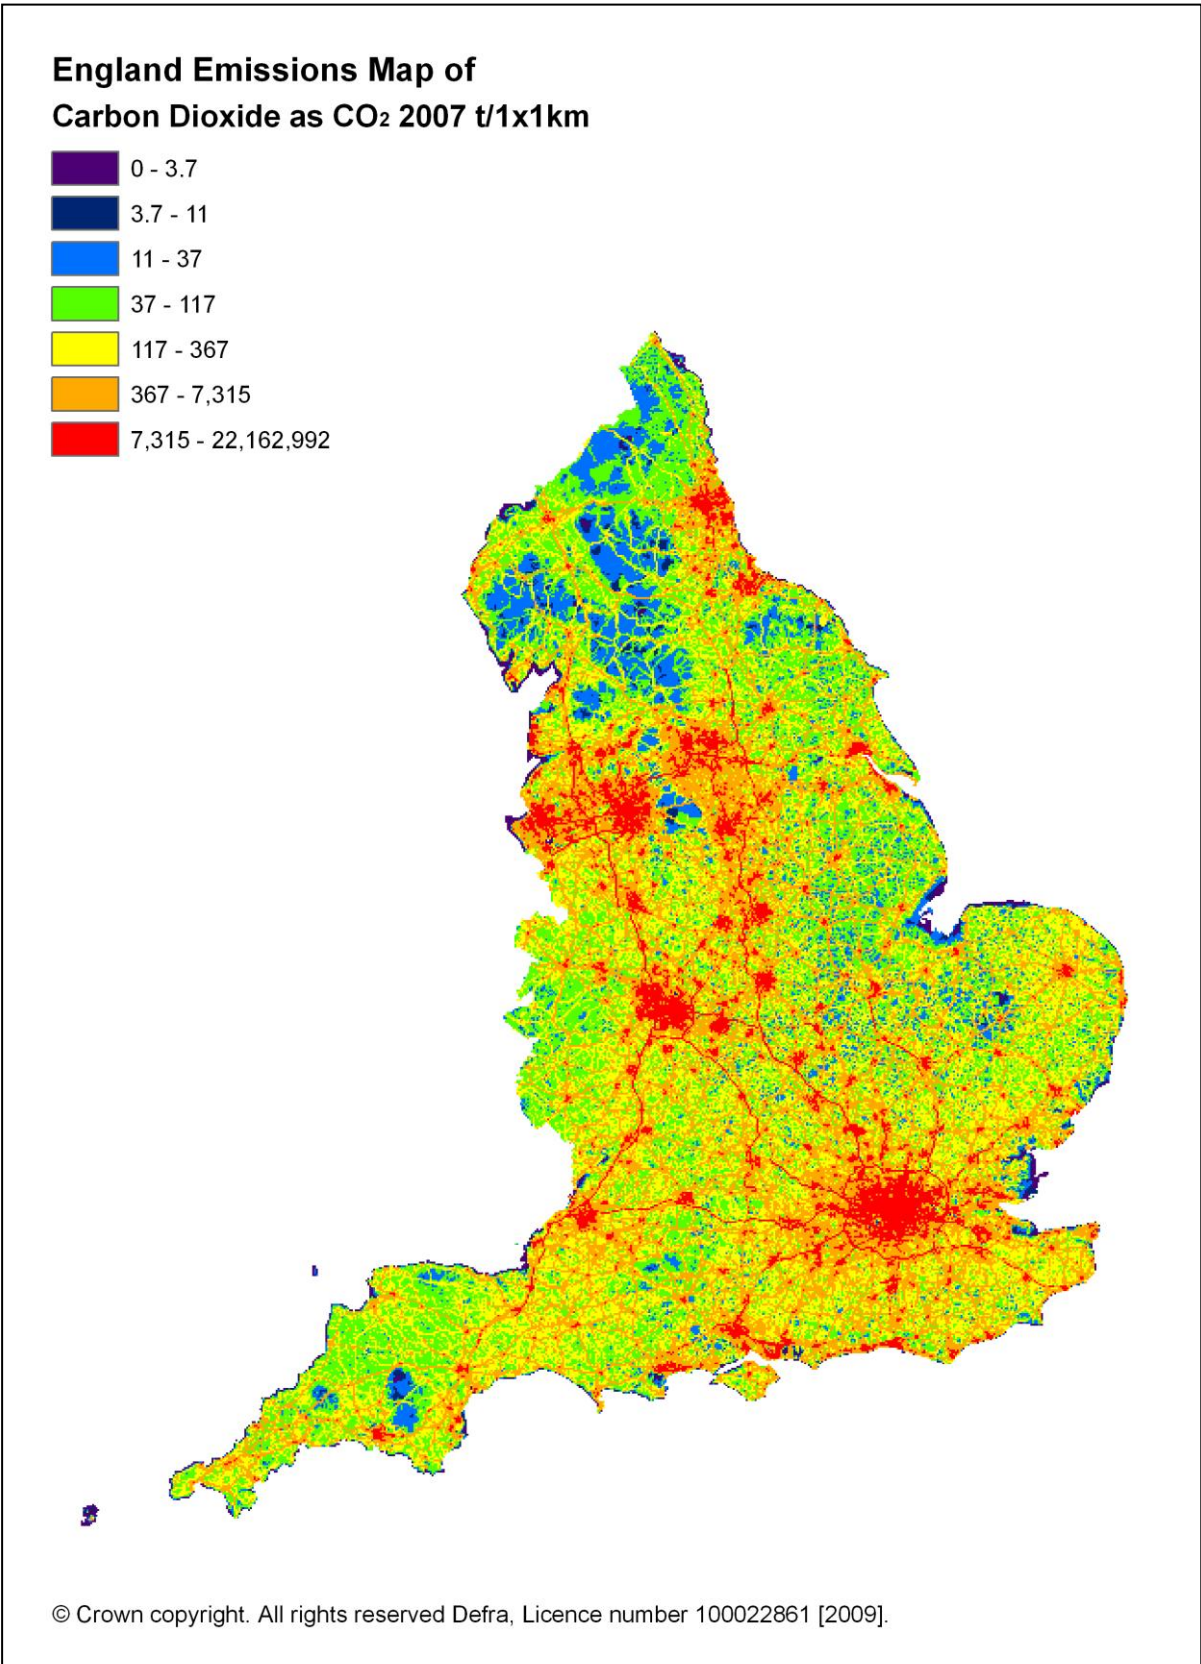 England Emissions Map of
Carbon Dioxide as CO₂ 2007 t/1x1km
0 - 3.7
3.7 - 11
11 - 37
37 - 117
117 - 367
367 - 7,315
7,315 - 22,162,992
© Crown copyright. All rights reserved Defra, Licence number 100022861 [2009].